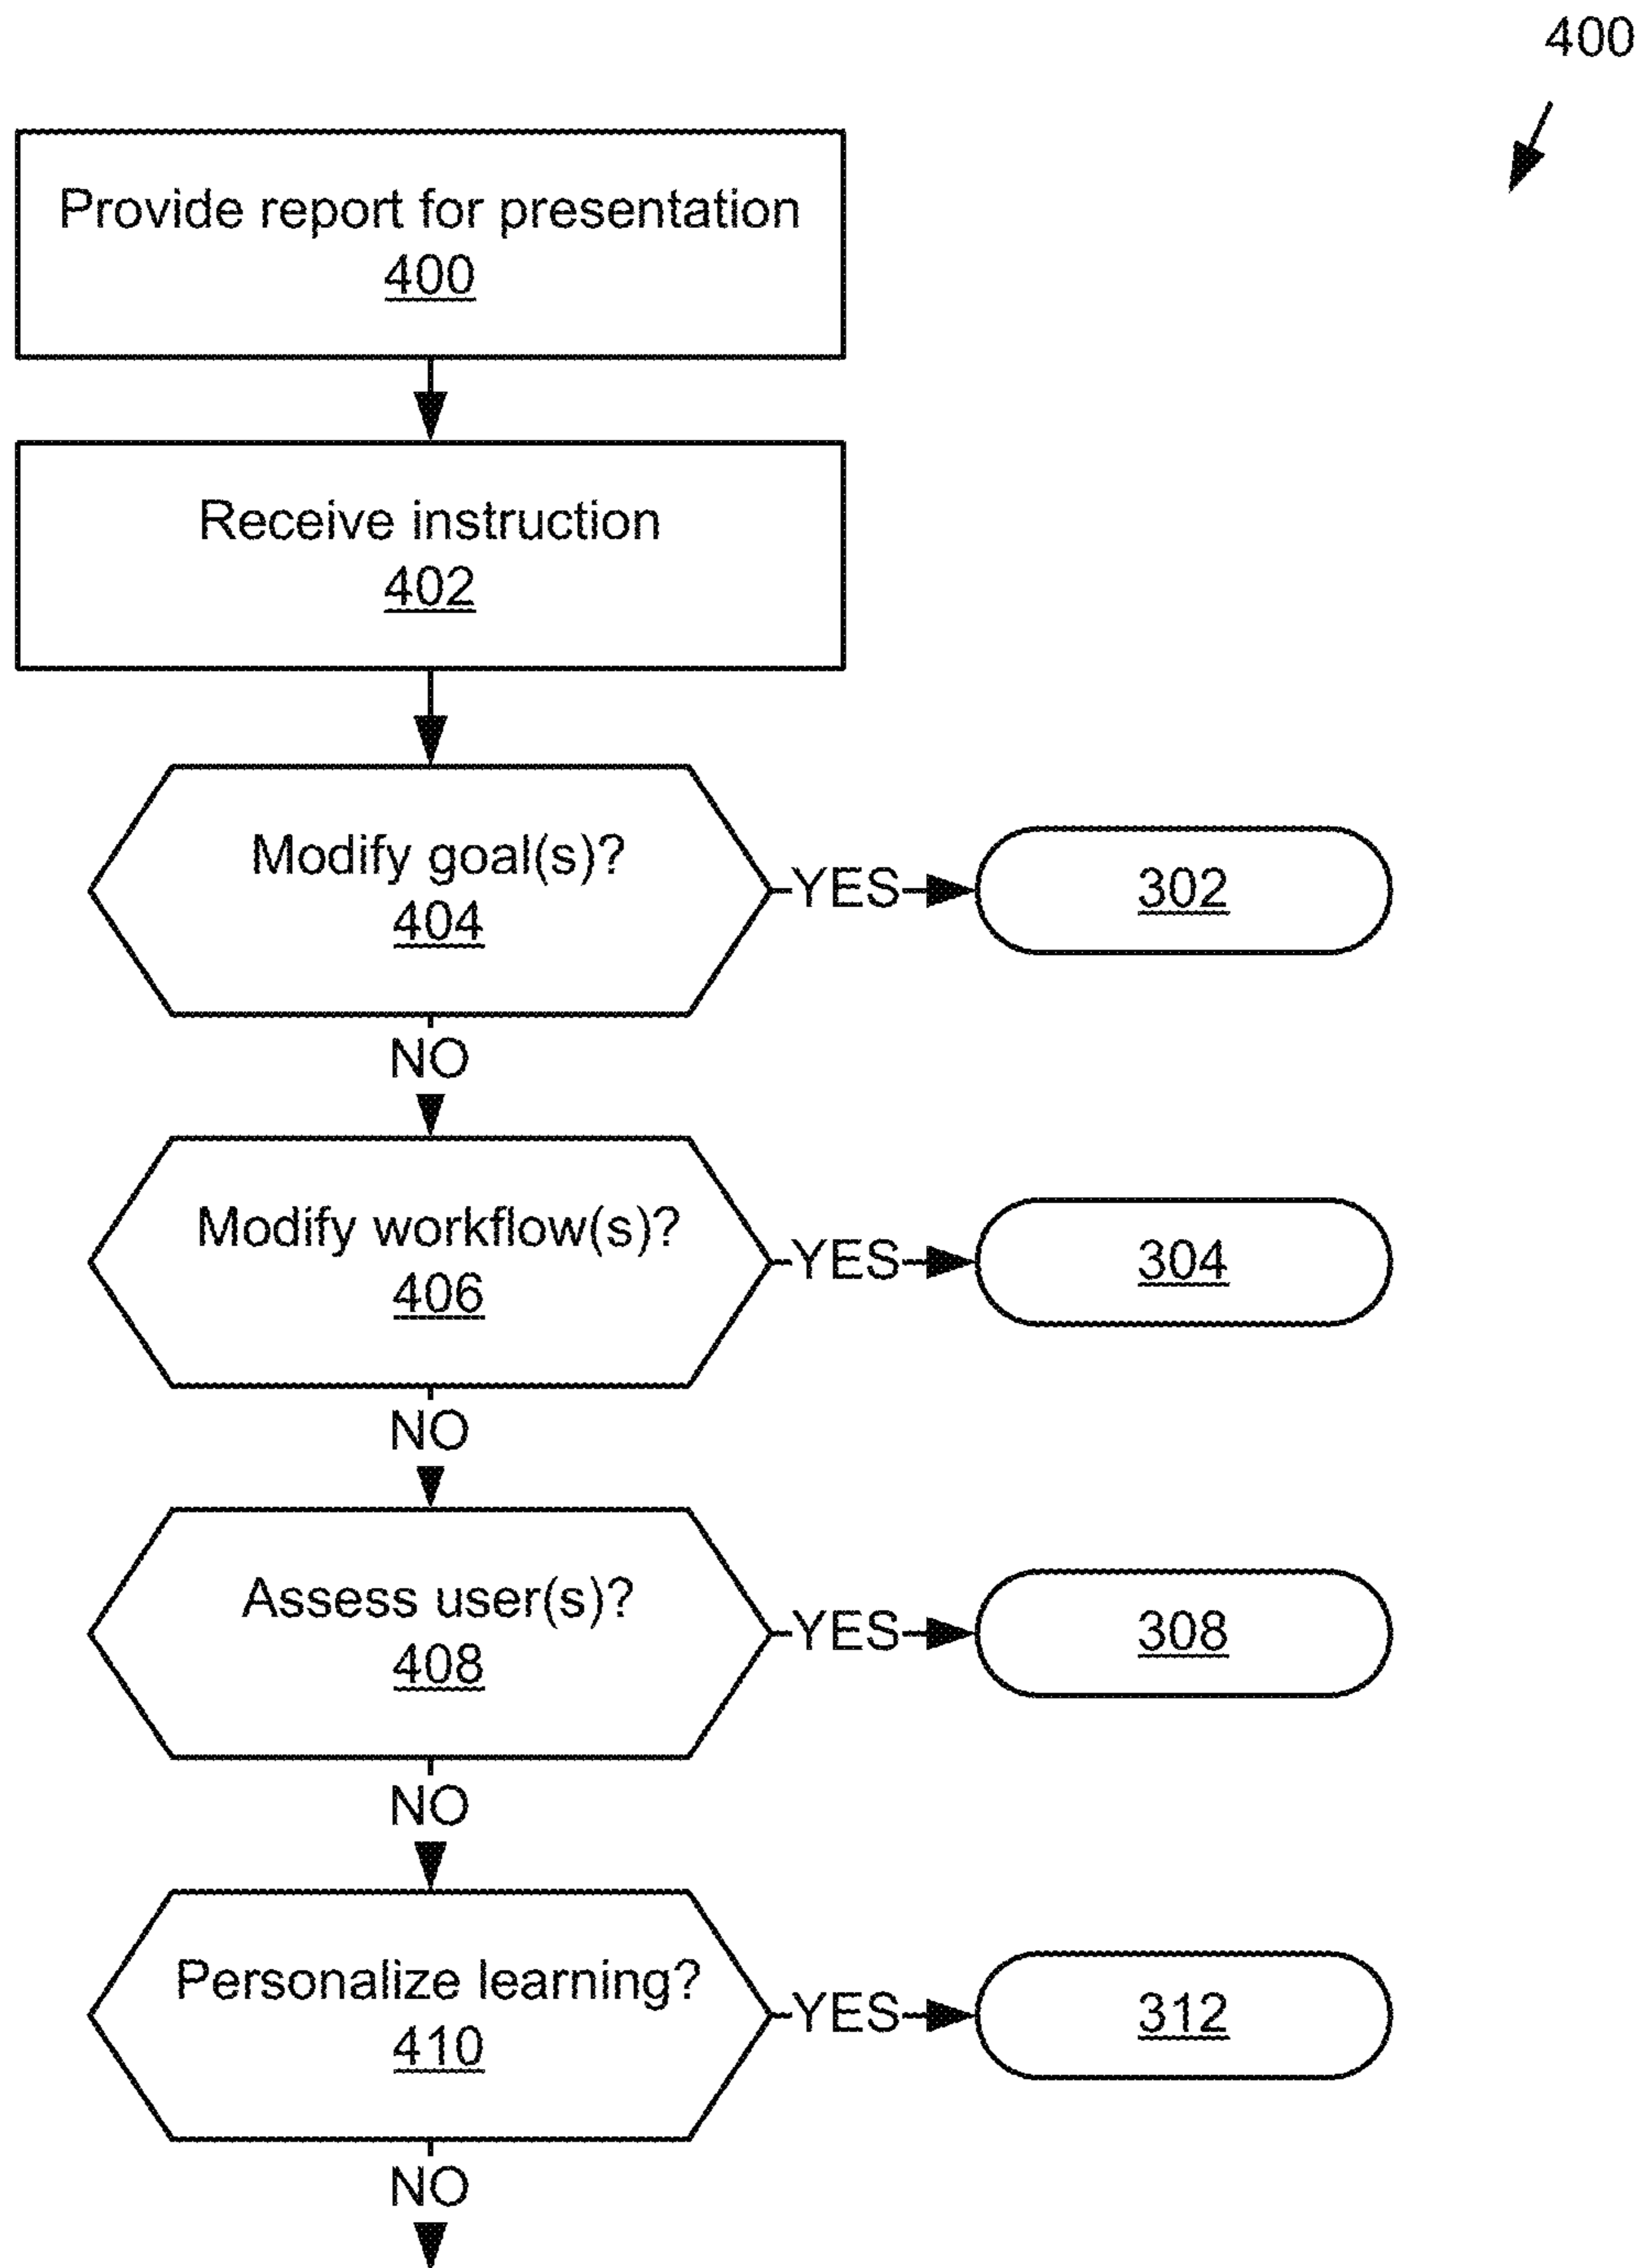 400
Provide report for presentation
400
Receive instruction
402
Modify goal(s)?
404
YES
302
NO
Modify workflow(s)?
406
YES
304
NO
Assess user(s)?
408
YES
308
NO
Personalize learning?
410
YES
312
NO